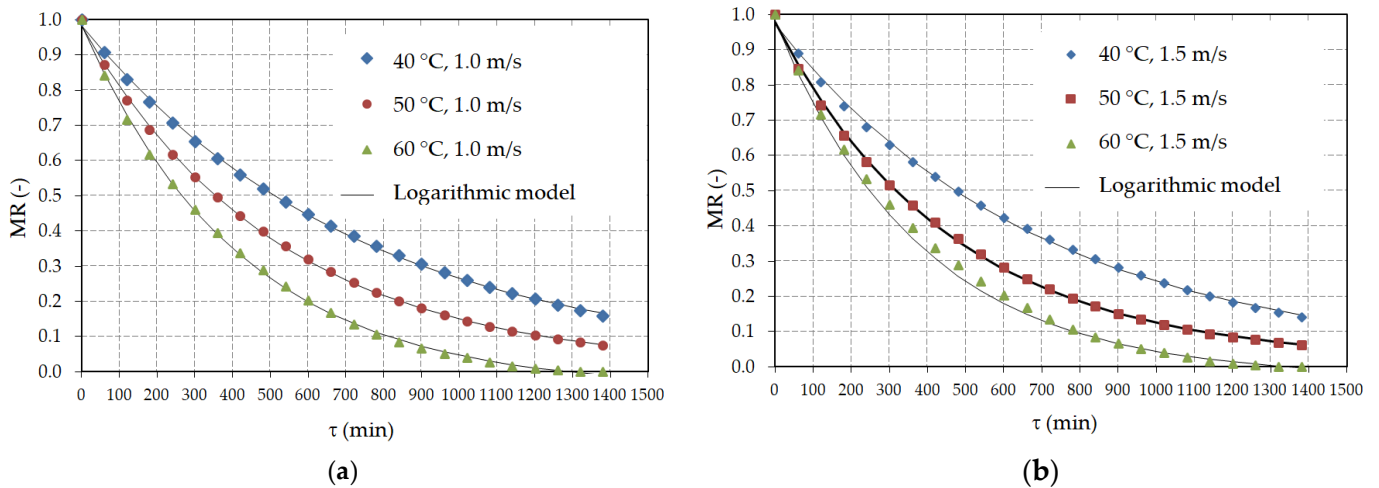 1.0
0.9
0.8
0.7
0.6
0.5
0.4
0.3
0.2
0.1
0.0
MR (-)
40 °C, 1.0 m/s
50 °C, 1.0 m/s
60 °C, 1.0 m/s
Logarithmic model
0 100 200 300 400 500 600 700 800 900 1000 1100 1200 1300 1400 1500
τ (min)
(a)
1.0
0.9
0.8
0.7
0.6
0.5
0.4
0.3
0.2
0.1
0.0
MR (-)
40 °C, 1.5 m/s
50 °C, 1.5 m/s
60 °C, 1.5 m/s
Logarithmic model
0 100 200 300 400 500 600 700 800 900 1000 1100 1200 1300 1400 1500
τ (min)
(b)